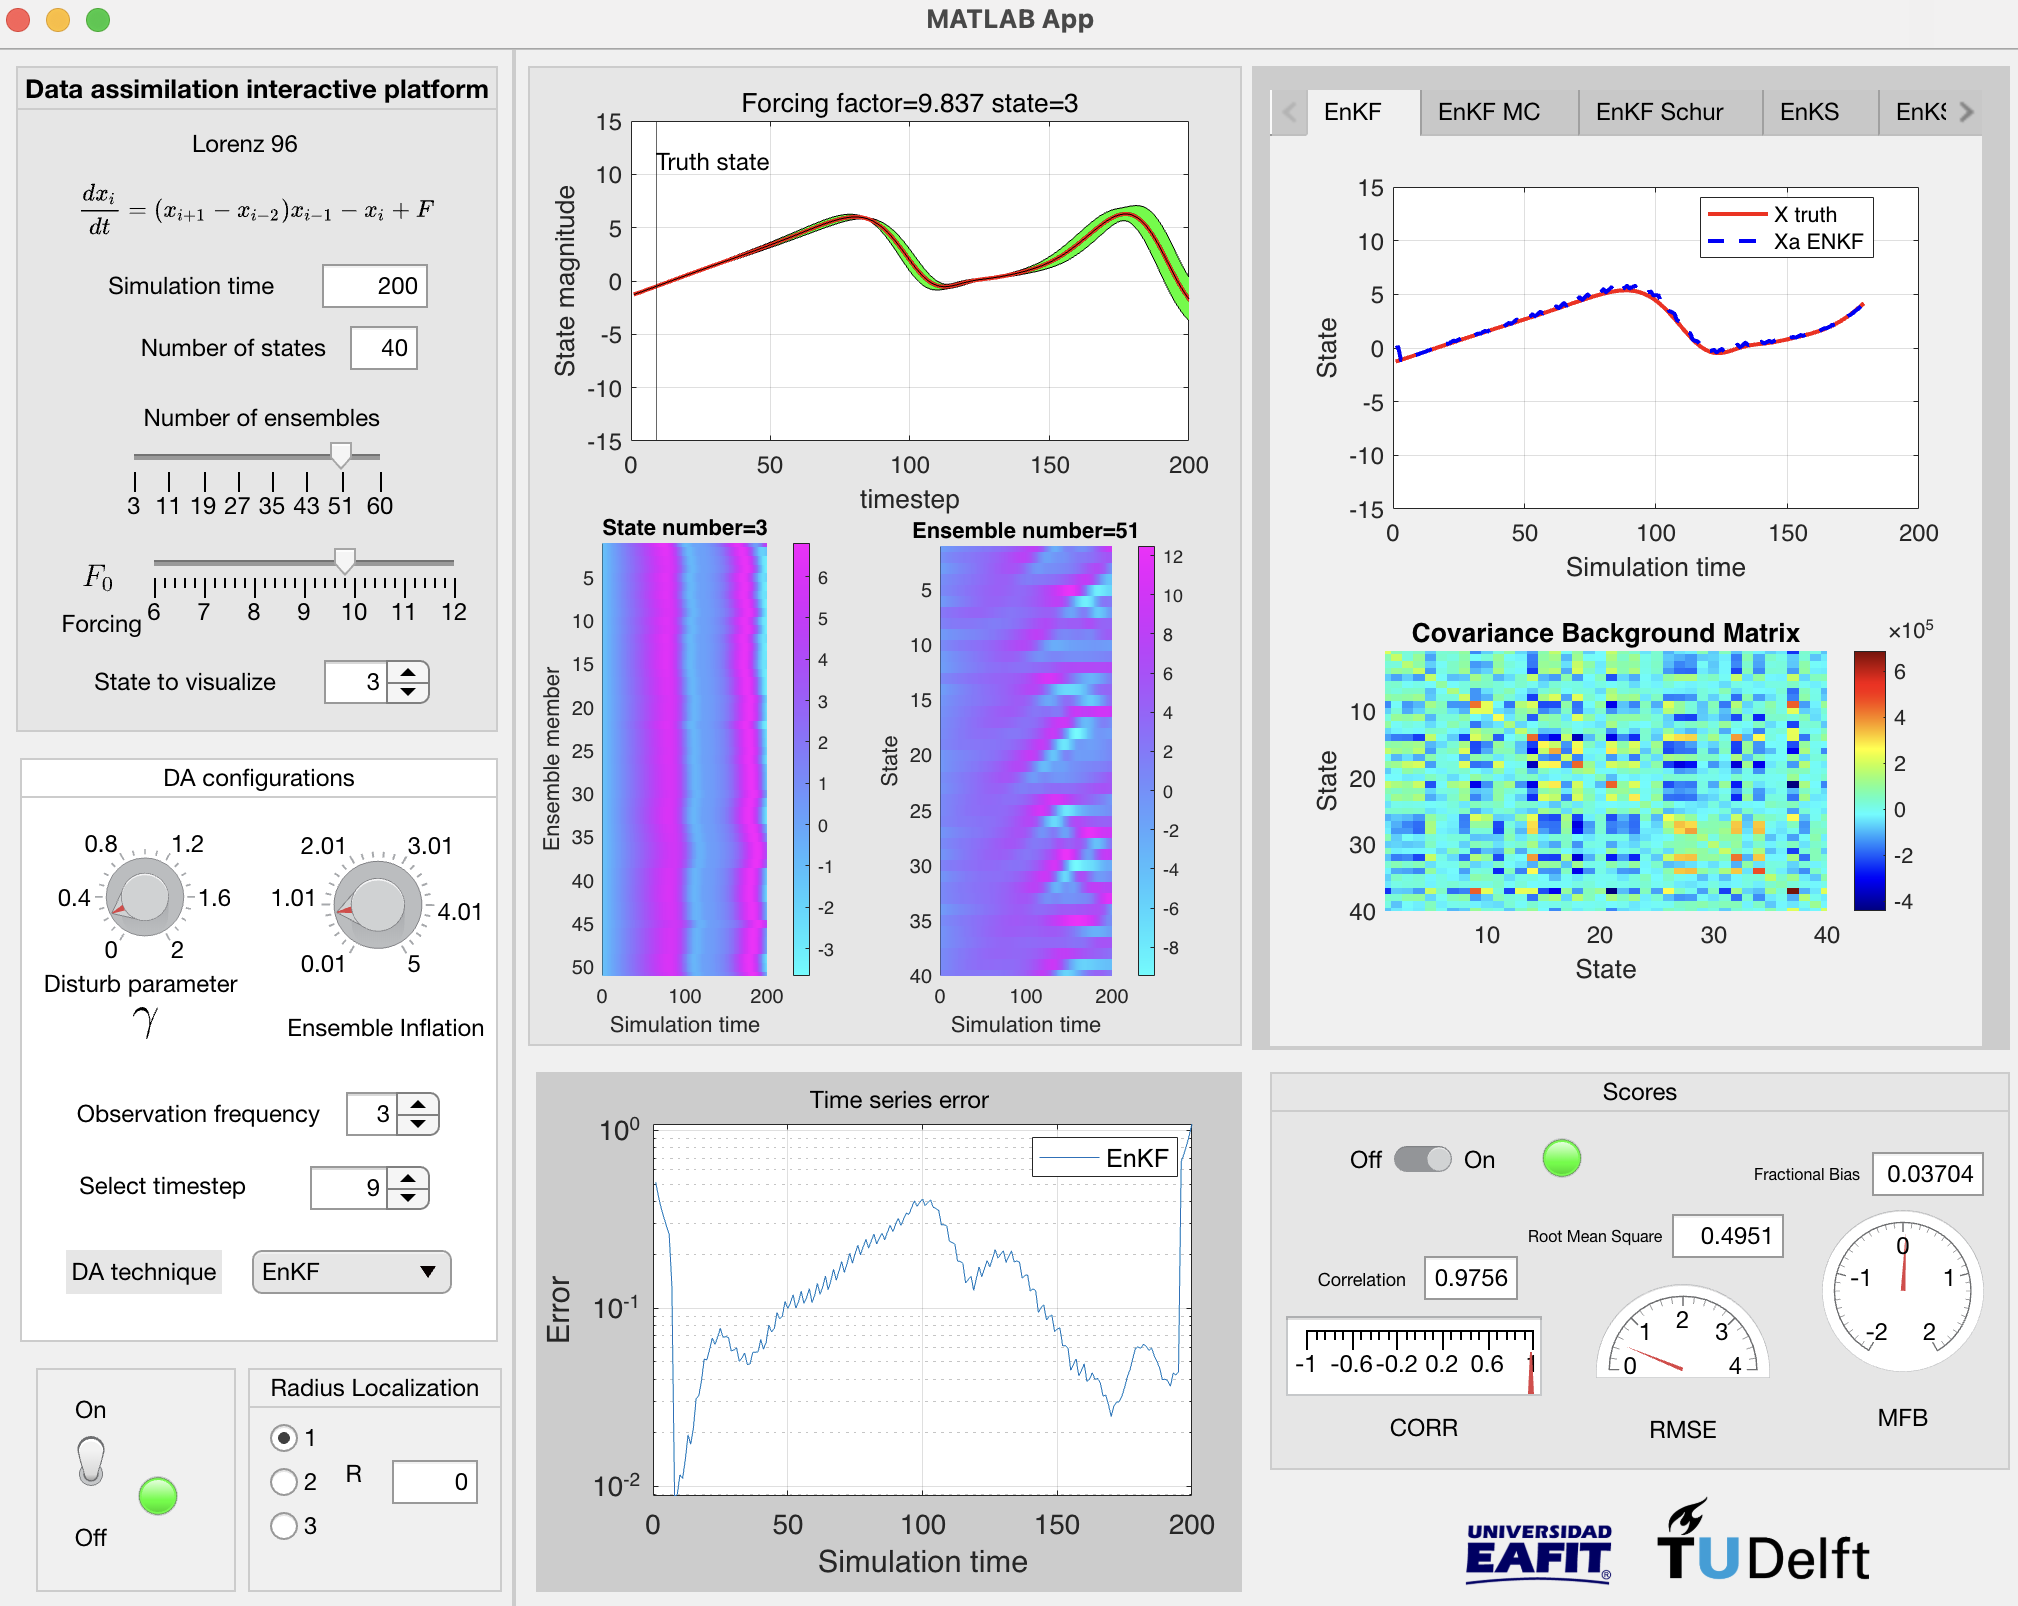 MATLAB App
Data assimilation interactive platform
Lorenz 96
dx_i/dt = (x_{i+1} − x_{i−2})x_{i−1} − x_i + F
Simulation time 200
Number of states 40
Number of ensembles
3 11 19 27 35 43 51 60
F_0
Forcing
6 7 8 9 10 11 12
State to visualize 3
DA configurations
0 0.4 0.8 1.2 1.6 2
Disturb parameter
γ
0.01 1.01 2.01 3.01 4.01 5
Ensemble Inflation
Observation frequency 3
Select timestep 9
DA technique EnKF
On
Off
Radius Localization
1
2
3
R 0
Forcing factor=9.837 state=3
Truth state
State magnitude
15
10
5
0
-5
-10
-15
0 50 100 150 200
timestep
State number=3
Ensemble member
5
10
15
20
25
30
35
40
45
50
0 100 200
Simulation time
6
5
4
3
2
1
0
-1
-2
-3
Ensemble number=51
State
5
10
15
20
25
30
35
40
0 100 200
Simulation time
12
10
8
6
4
2
0
-2
-4
-6
-8
Time series error
EnKF
Error
10^0
10^-1
10^-2
0 50 100 150 200
Simulation time
EnKF EnKF MC EnKF Schur EnKS EnKS
X truth
Xa ENKF
State
15
10
5
0
-5
-10
-15
0 50 100 150 200
Simulation time
Covariance Background Matrix
×10^5
State
10
20
30
40
10 20 30 40
State
6
4
2
0
-2
-4
Scores
Off On
Fractional Bias 0.03704
Root Mean Square 0.4951
Correlation 0.9756
-1 -0.6 -0.2 0.2 0.6 1
CORR
0 1 2 3 4
RMSE
-2 -1 0 1 2
MFB
UNIVERSIDAD
EAFIT®
TUDelft